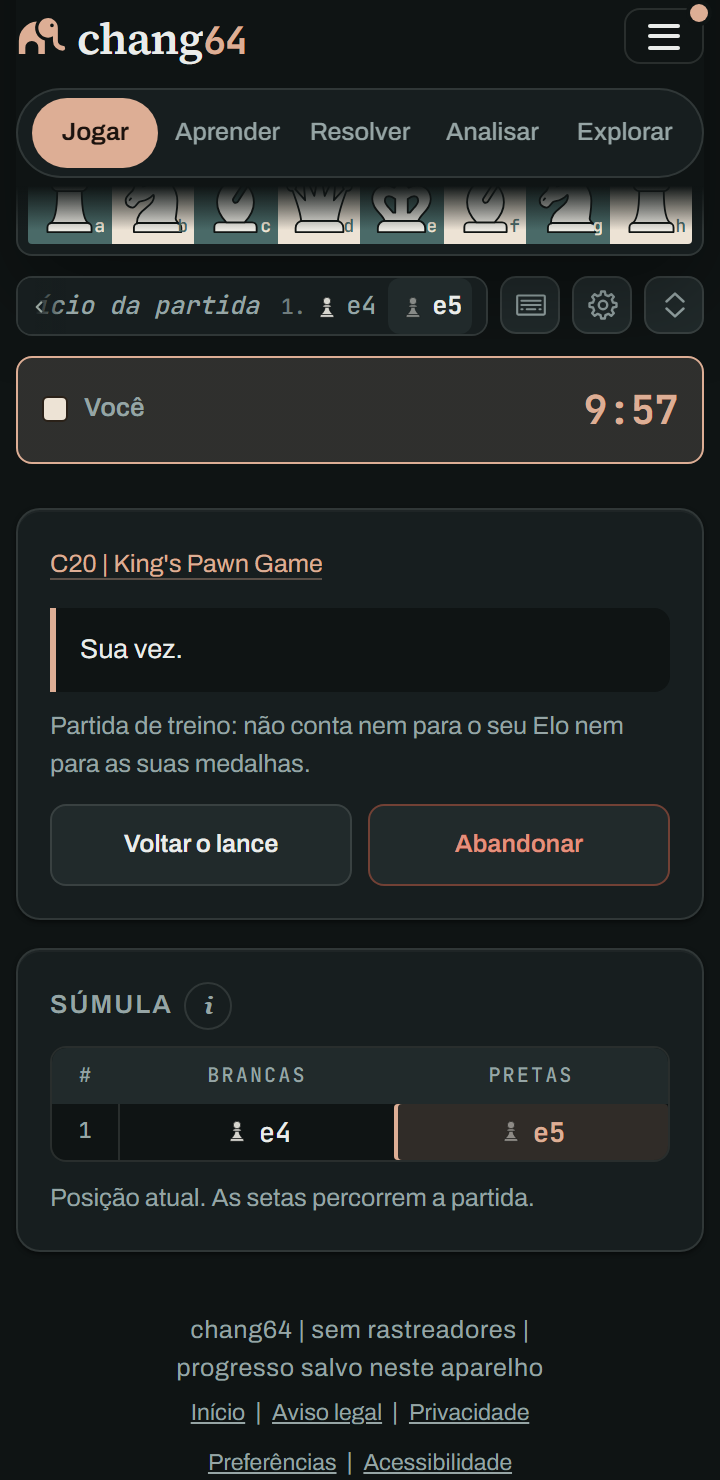 chang64
Jogar Aprender Resolver Analisar Explorar
a b c d e f g h
ício da partida 1. e4 e5
Você 9:57
C20 | King's Pawn Game
Sua vez.
Partida de treino: não conta nem para o seu Elo nem
para as suas medalhas.
Voltar o lance Abandonar
SÚMULA i
# BRANCAS PRETAS
1 e4 e5
Posição atual. As setas percorrem a partida.
chang64 | sem rastreadores |
progresso salvo neste aparelho
Início | Aviso legal | Privacidade
Preferências | Acessibilidade